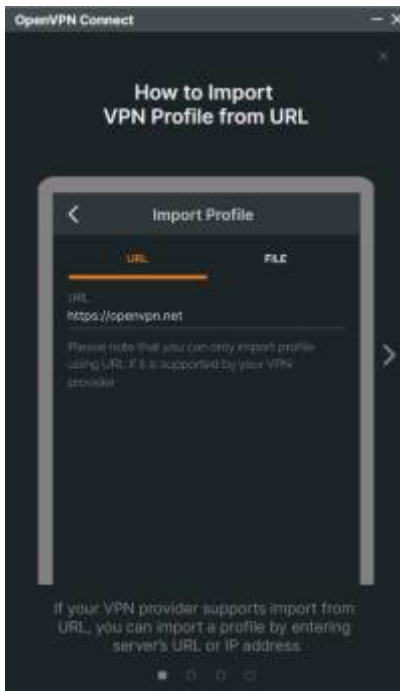 OpenVPN Connect
How to Import
VPN Profile from URL
Import Profile
URL
FILE
URL
https://openvpn.net
Please note that you can only import profile
using URL if it is supported by your VPN
provider
If your VPN provider supports import from
URL, you can import a profile by entering
server's URL or IP address